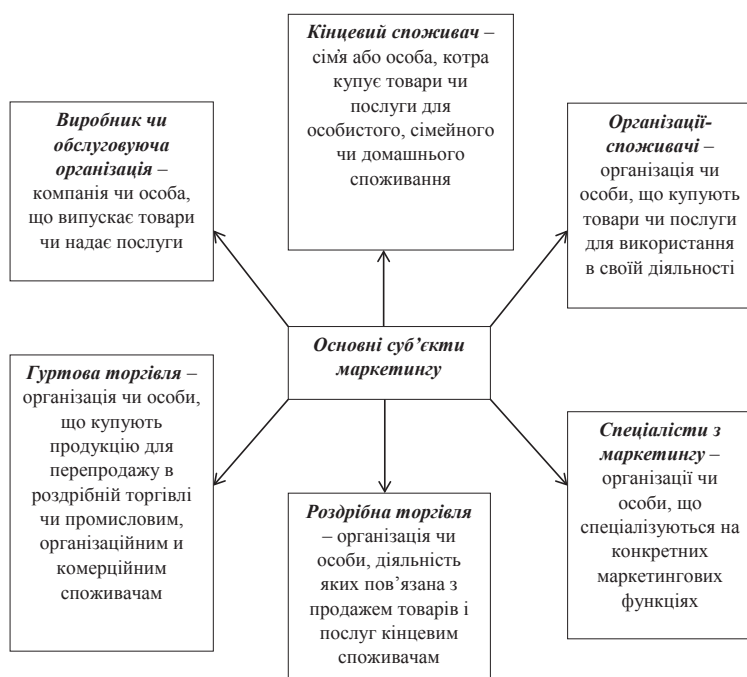 Кінцевий споживач –
сім'я або особа, котра
купує товари чи
послуги для
особистого, сімейного
чи домашнього
споживання
Виробник чи
обслуговуюча
організація –
компанія чи особа,
що випускає товари
чи надає послуги
Організації-
споживачі –
організація чи
особи, що купують
товари чи послуги
для використання
в своїй діяльності
Основні суб’єкти
маркетингу
Гуртова торгівля –
організація чи особи,
що купують
продукцію для
перепродажу в
роздрібній торгівлі
чи промисловим,
організаційним и
комерційним
споживачам
Роздрібна торгівля
– організація чи
особи, діяльність
яких пов’язана з
продажем товарів і
послуг кінцевим
споживачам
Спеціалісти з
маркетингу –
організації чи
особи, що
спеціалізуються на
конкретних
маркетингових
функціях